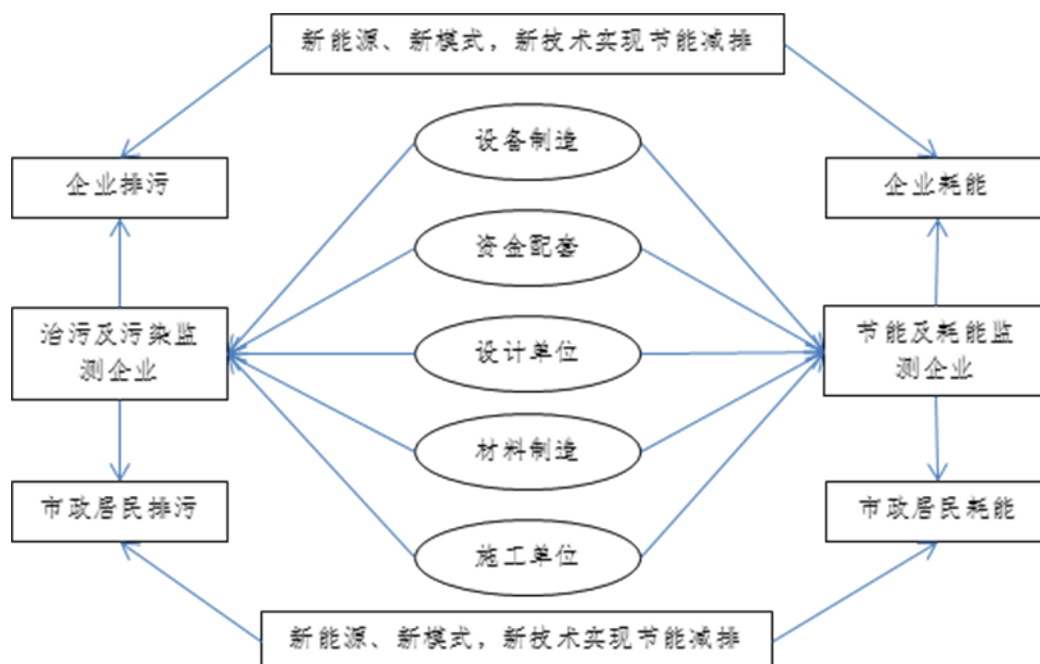 新能源、新模式，新技术实现节能减排
设备制造
企业排污
企业耗能
资金配套
治污及污染监
测企业
设计单位
节能及耗能监
测企业
材料制造
市政居民排污
市政居民耗能
施工单位
新能源、新模式，新技术实现节能减排